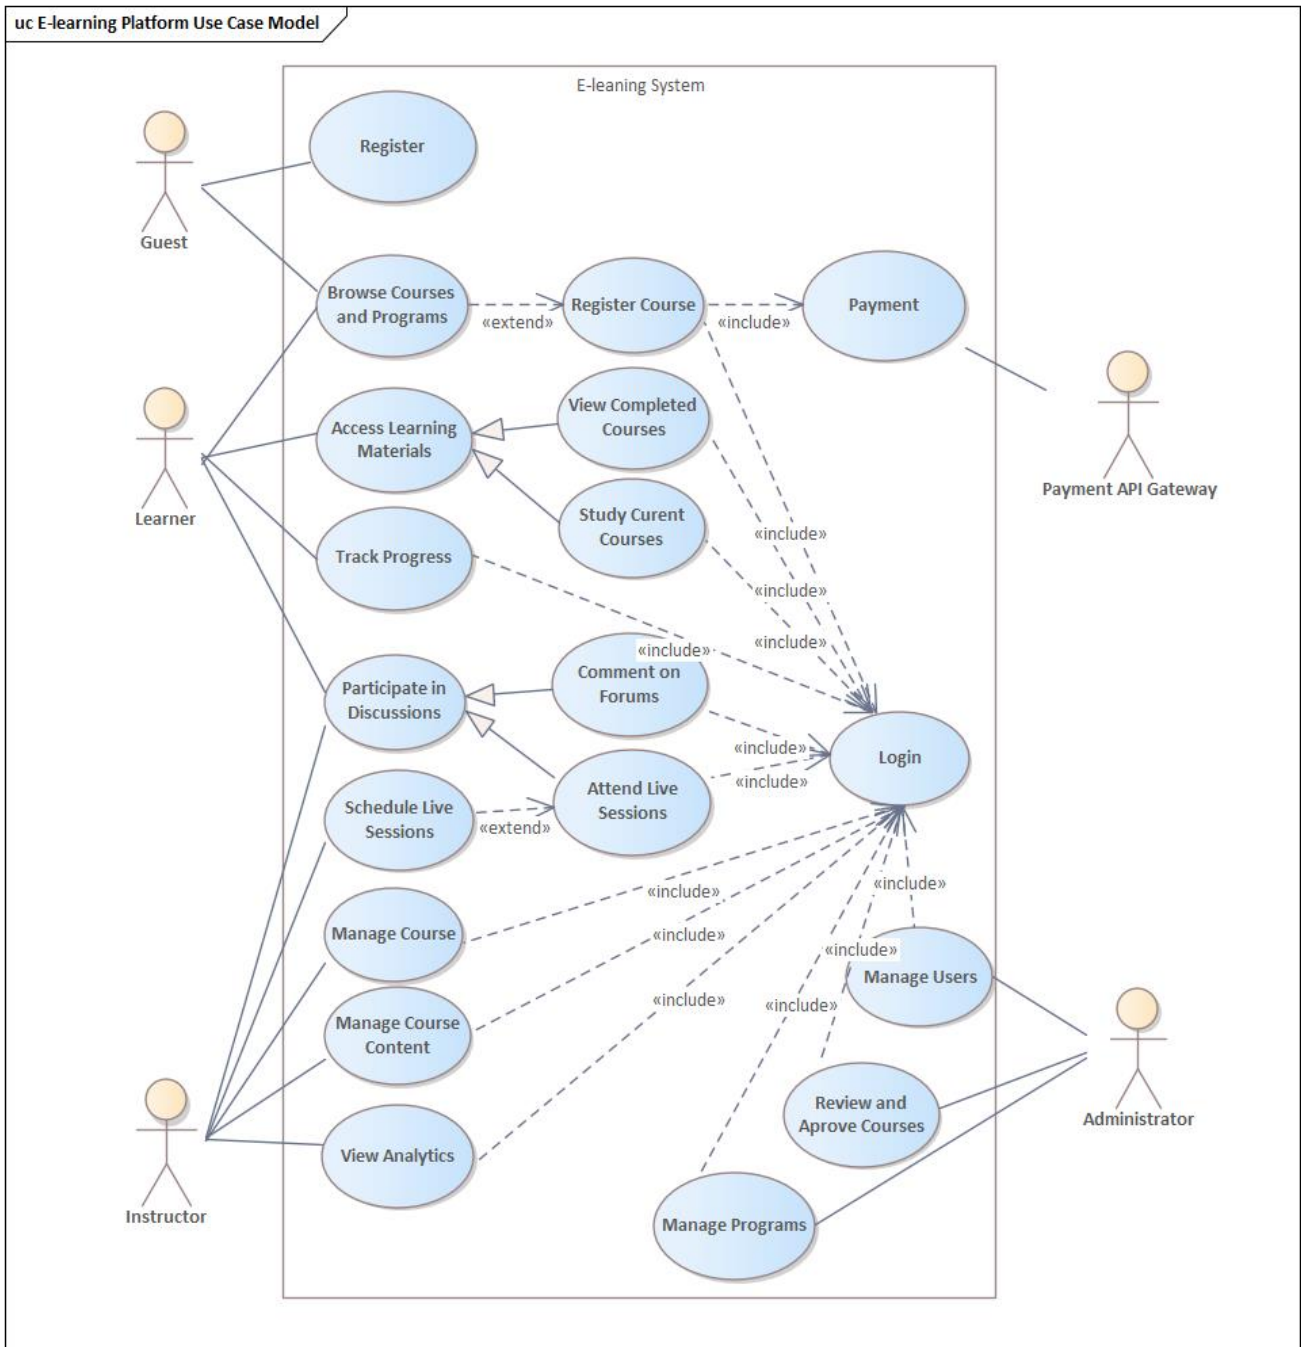 uc E-learning Platform Use Case Model
E-leaning System
Register
Guest
Browse Courses
and Programs
«extend»
Register Course
«include»
Payment
Payment API Gateway
Learner
Access Learning
Materials
View Completed
Courses
Study Curent
Courses
«include»
«include»
«include»
Track Progress
«include»
Participate in
Discussions
Comment on
Forums
«include»
«include»
Login
Schedule Live
Sessions
«extend»
Attend Live
Sessions
Manage Course
«include»
«include»
«include»
«include»
«include»
«include»
Manage Course
Content
View Analytics
Instructor
Manage Users
Review and
Aprove Courses
Manage Programs
Administrator